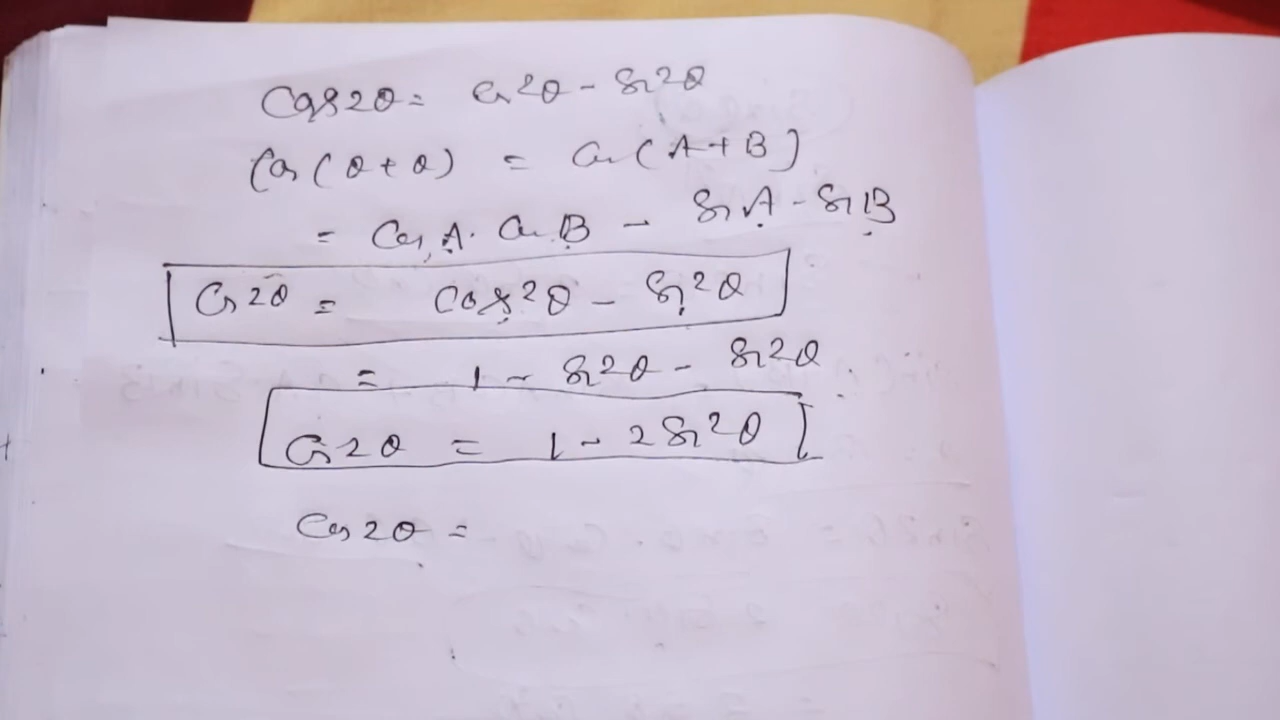 Cos2θ = Cos²θ - Sin²θ
Cos(θ+θ) = Cos(A+B)
= Cos A. Cos B - Sin A - Sin B
Cos2θ = Cos²θ - Sin²θ
= 1 - Sin²θ - Sin²θ
Cos2θ = 1 - 2Sin²θ
Cos2θ =